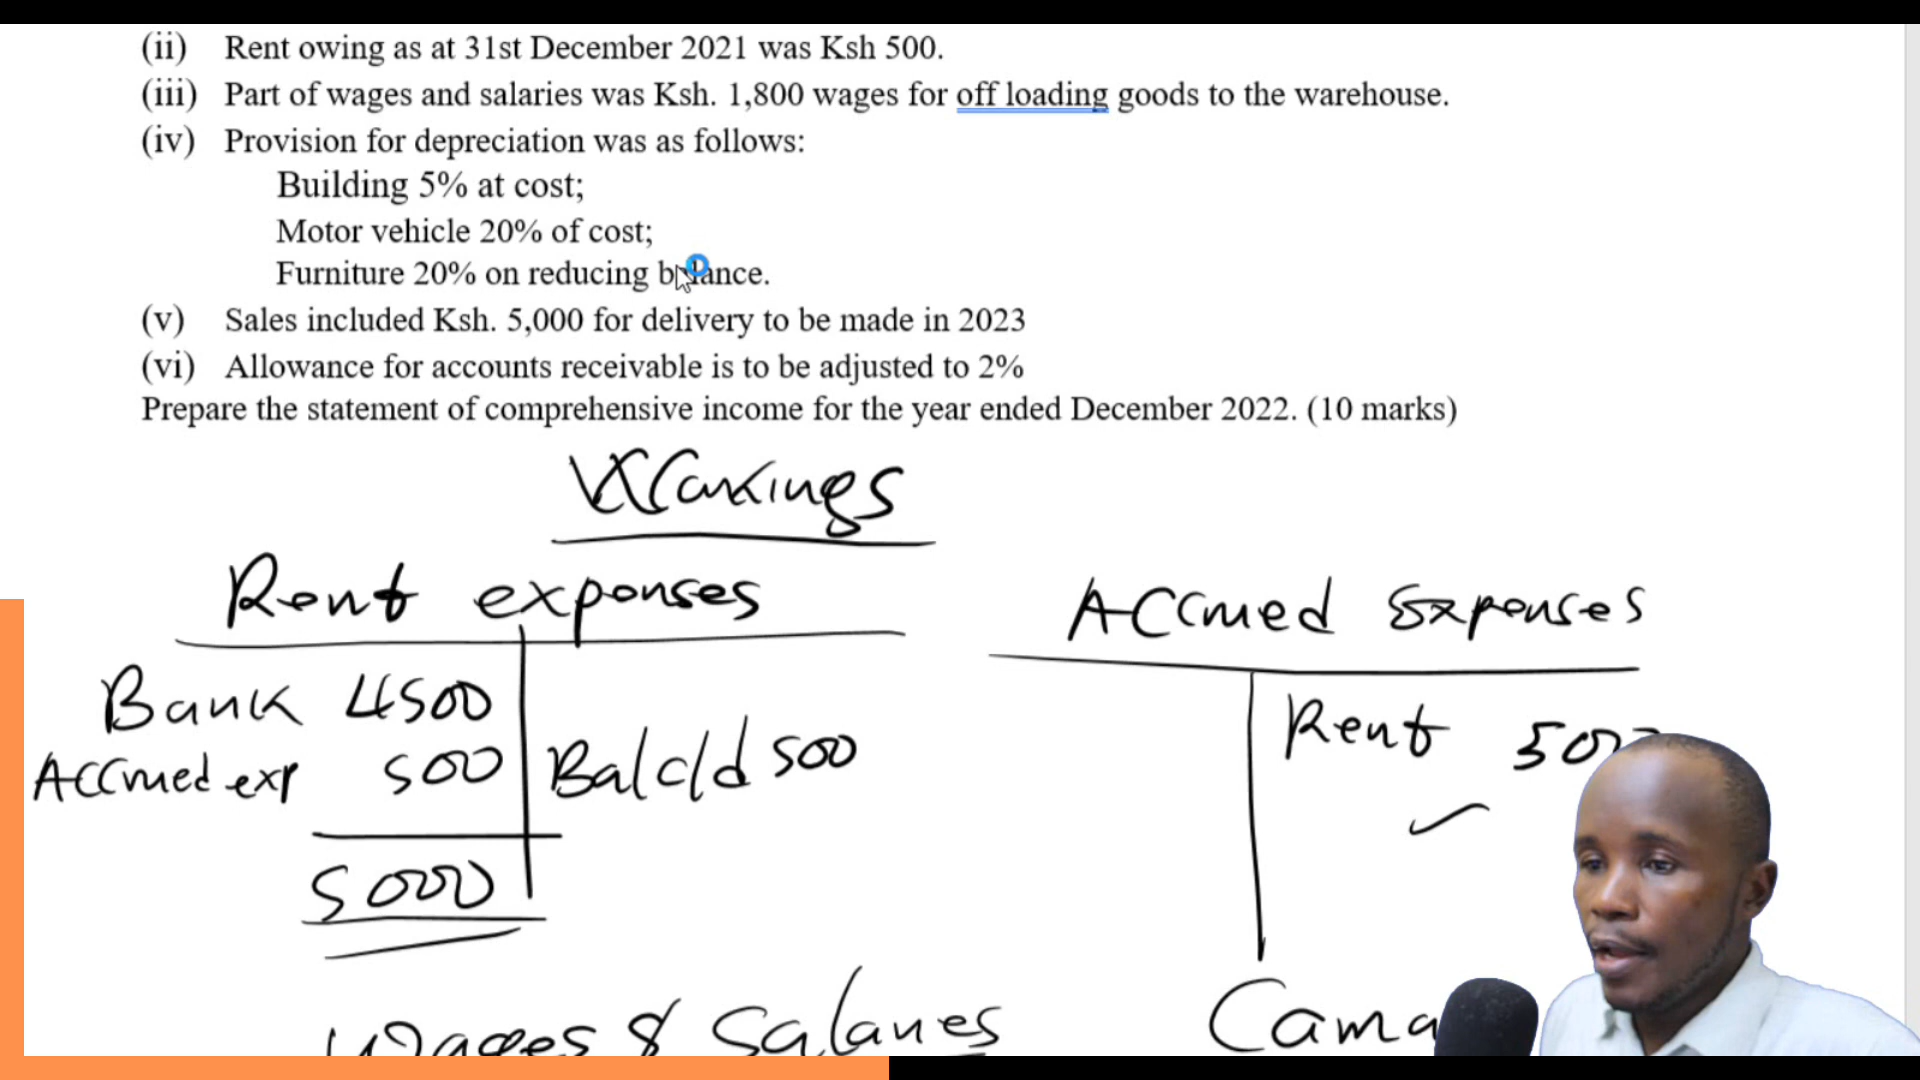 (ii) Rent owing as at 31st December 2021 was Ksh 500.
(iii) Part of wages and salaries was Ksh. 1,800 wages for off loading goods to the warehouse.
(iv) Provision for depreciation was as follows:
Building 5% at cost;
Motor vehicle 20% of cost;
Furniture 20% on reducing balance.
(v) Sales included Ksh. 5,000 for delivery to be made in 2023
(vi) Allowance for accounts receivable is to be adjusted to 2%
Prepare the statement of comprehensive income for the year ended December 2022. (10 marks)
Workings
Rent expenses
Bank 4500
Accrued exp 500
Bal c/d 500
5000
Accrued Expenses
Rent
Wages & Salaries